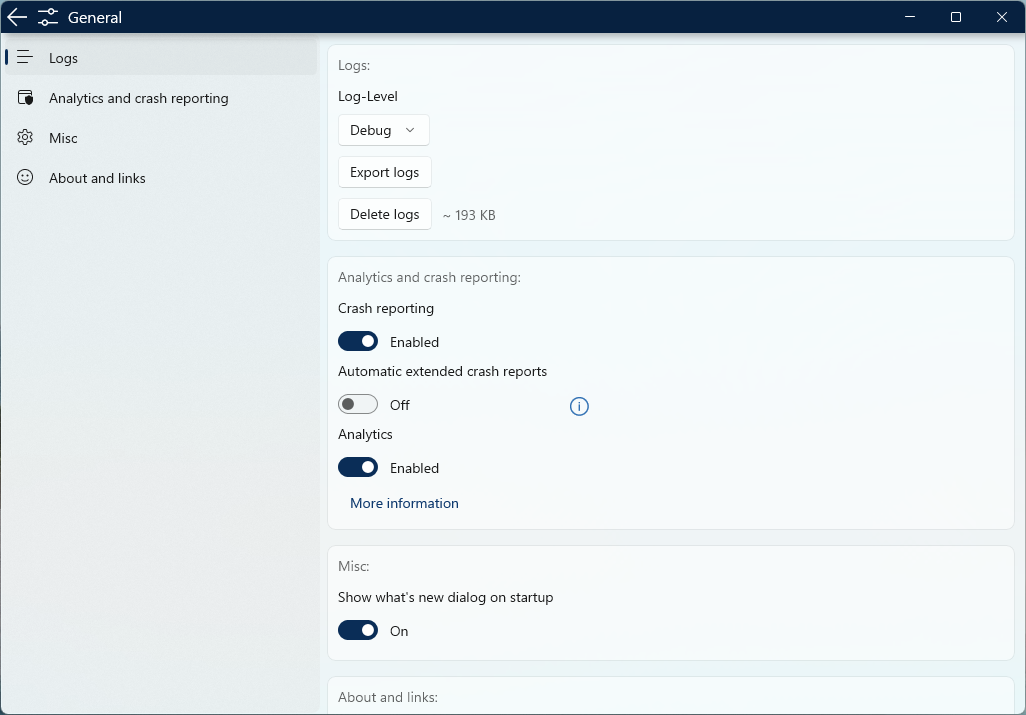 General
Logs
Analytics and crash reporting
Misc
About and links
Logs:
Log-Level
Debug
Export logs
Delete logs ~ 193 KB
Analytics and crash reporting:
Crash reporting
Enabled
Automatic extended crash reports
Off
Analytics
Enabled
More information
Misc:
Show what's new dialog on startup
On
About and links: